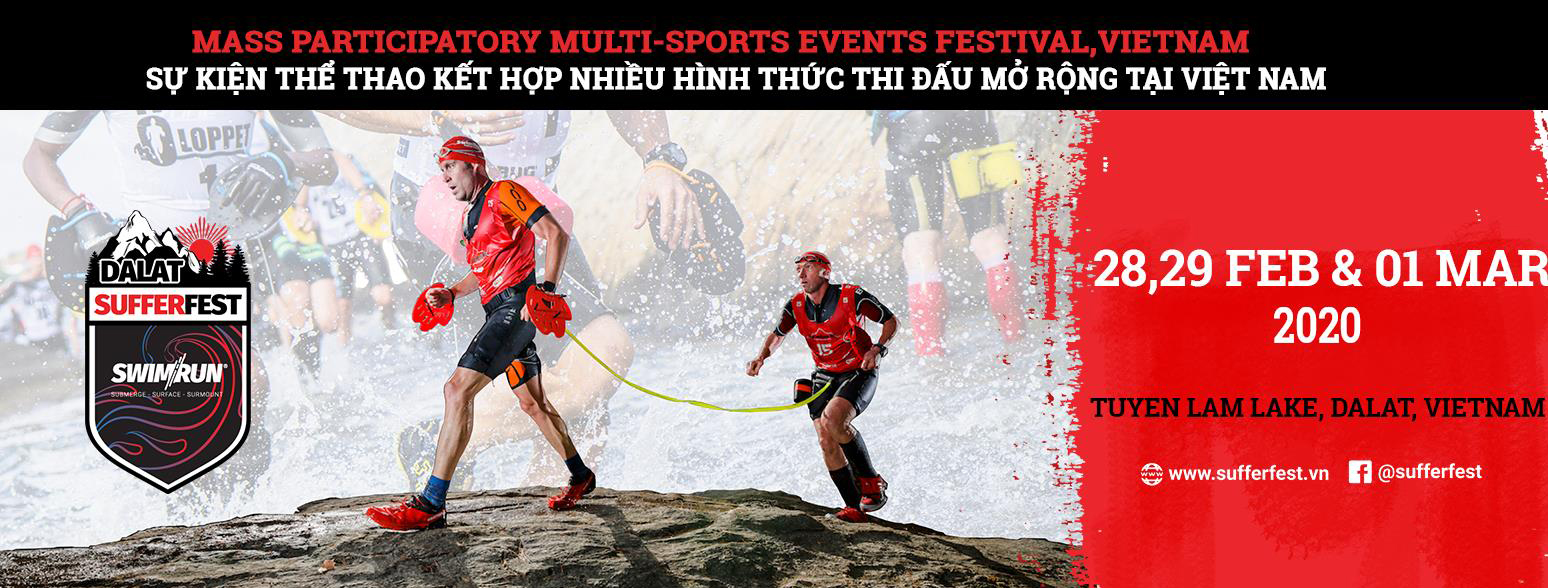 MASS PARTICIPATORY MULTI-SPORTS EVENTS FESTIVAL,VIETNAM
SỰ KIỆN THỂ THAO KẾT HỢP NHIỀU HÌNH THỨC THI ĐẤU MỞ RỘNG TẠI VIỆT NAM
LOPPET
DALAT
SUFFERFEST
SWIMRUN®
SUBMERGE - SURFACE - SURMOUNT
15
28,29 FEB & 01 MAR
2020
TUYEN LAM LAKE, DALAT, VIETNAM
www.sufferfest.vn
@sufferfest